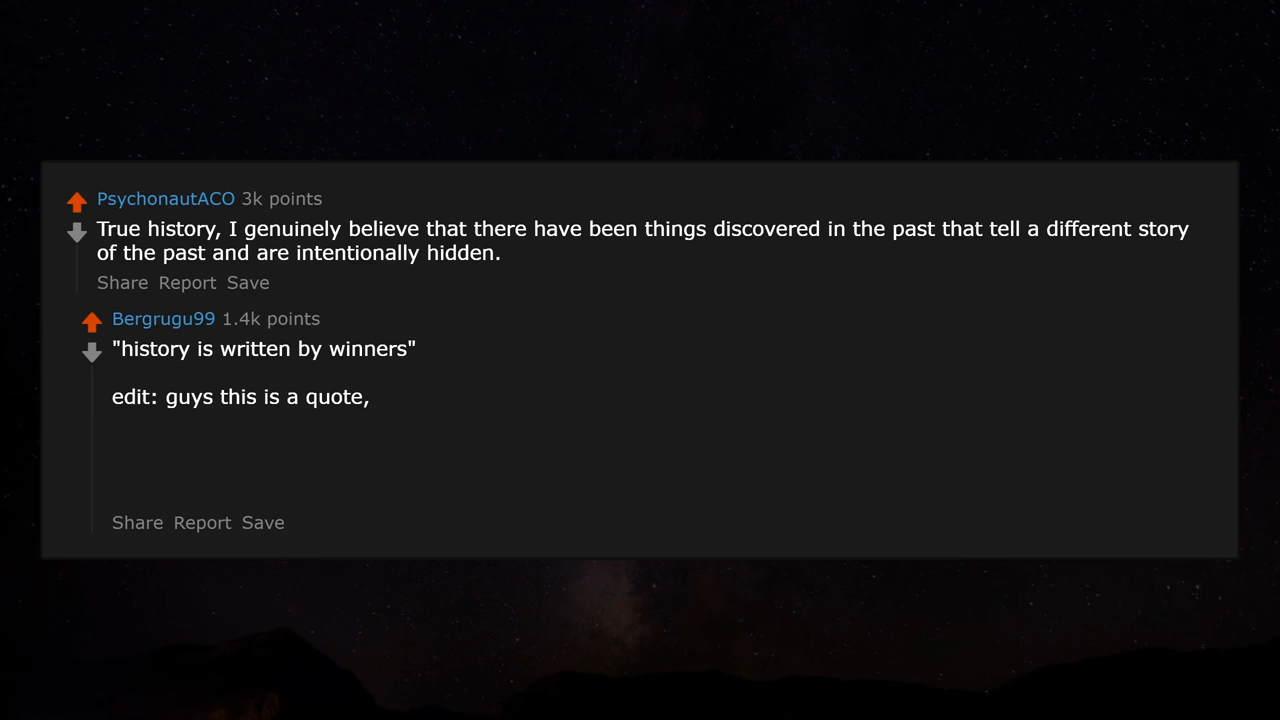 PsychonautACO 3k points
True history, I genuinely believe that there have been things discovered in the past that tell a different story
of the past and are intentionally hidden.
Share Report Save
Bergrugu99 1.4k points
"history is written by winners"
edit: guys this is a quote,
Share Report Save